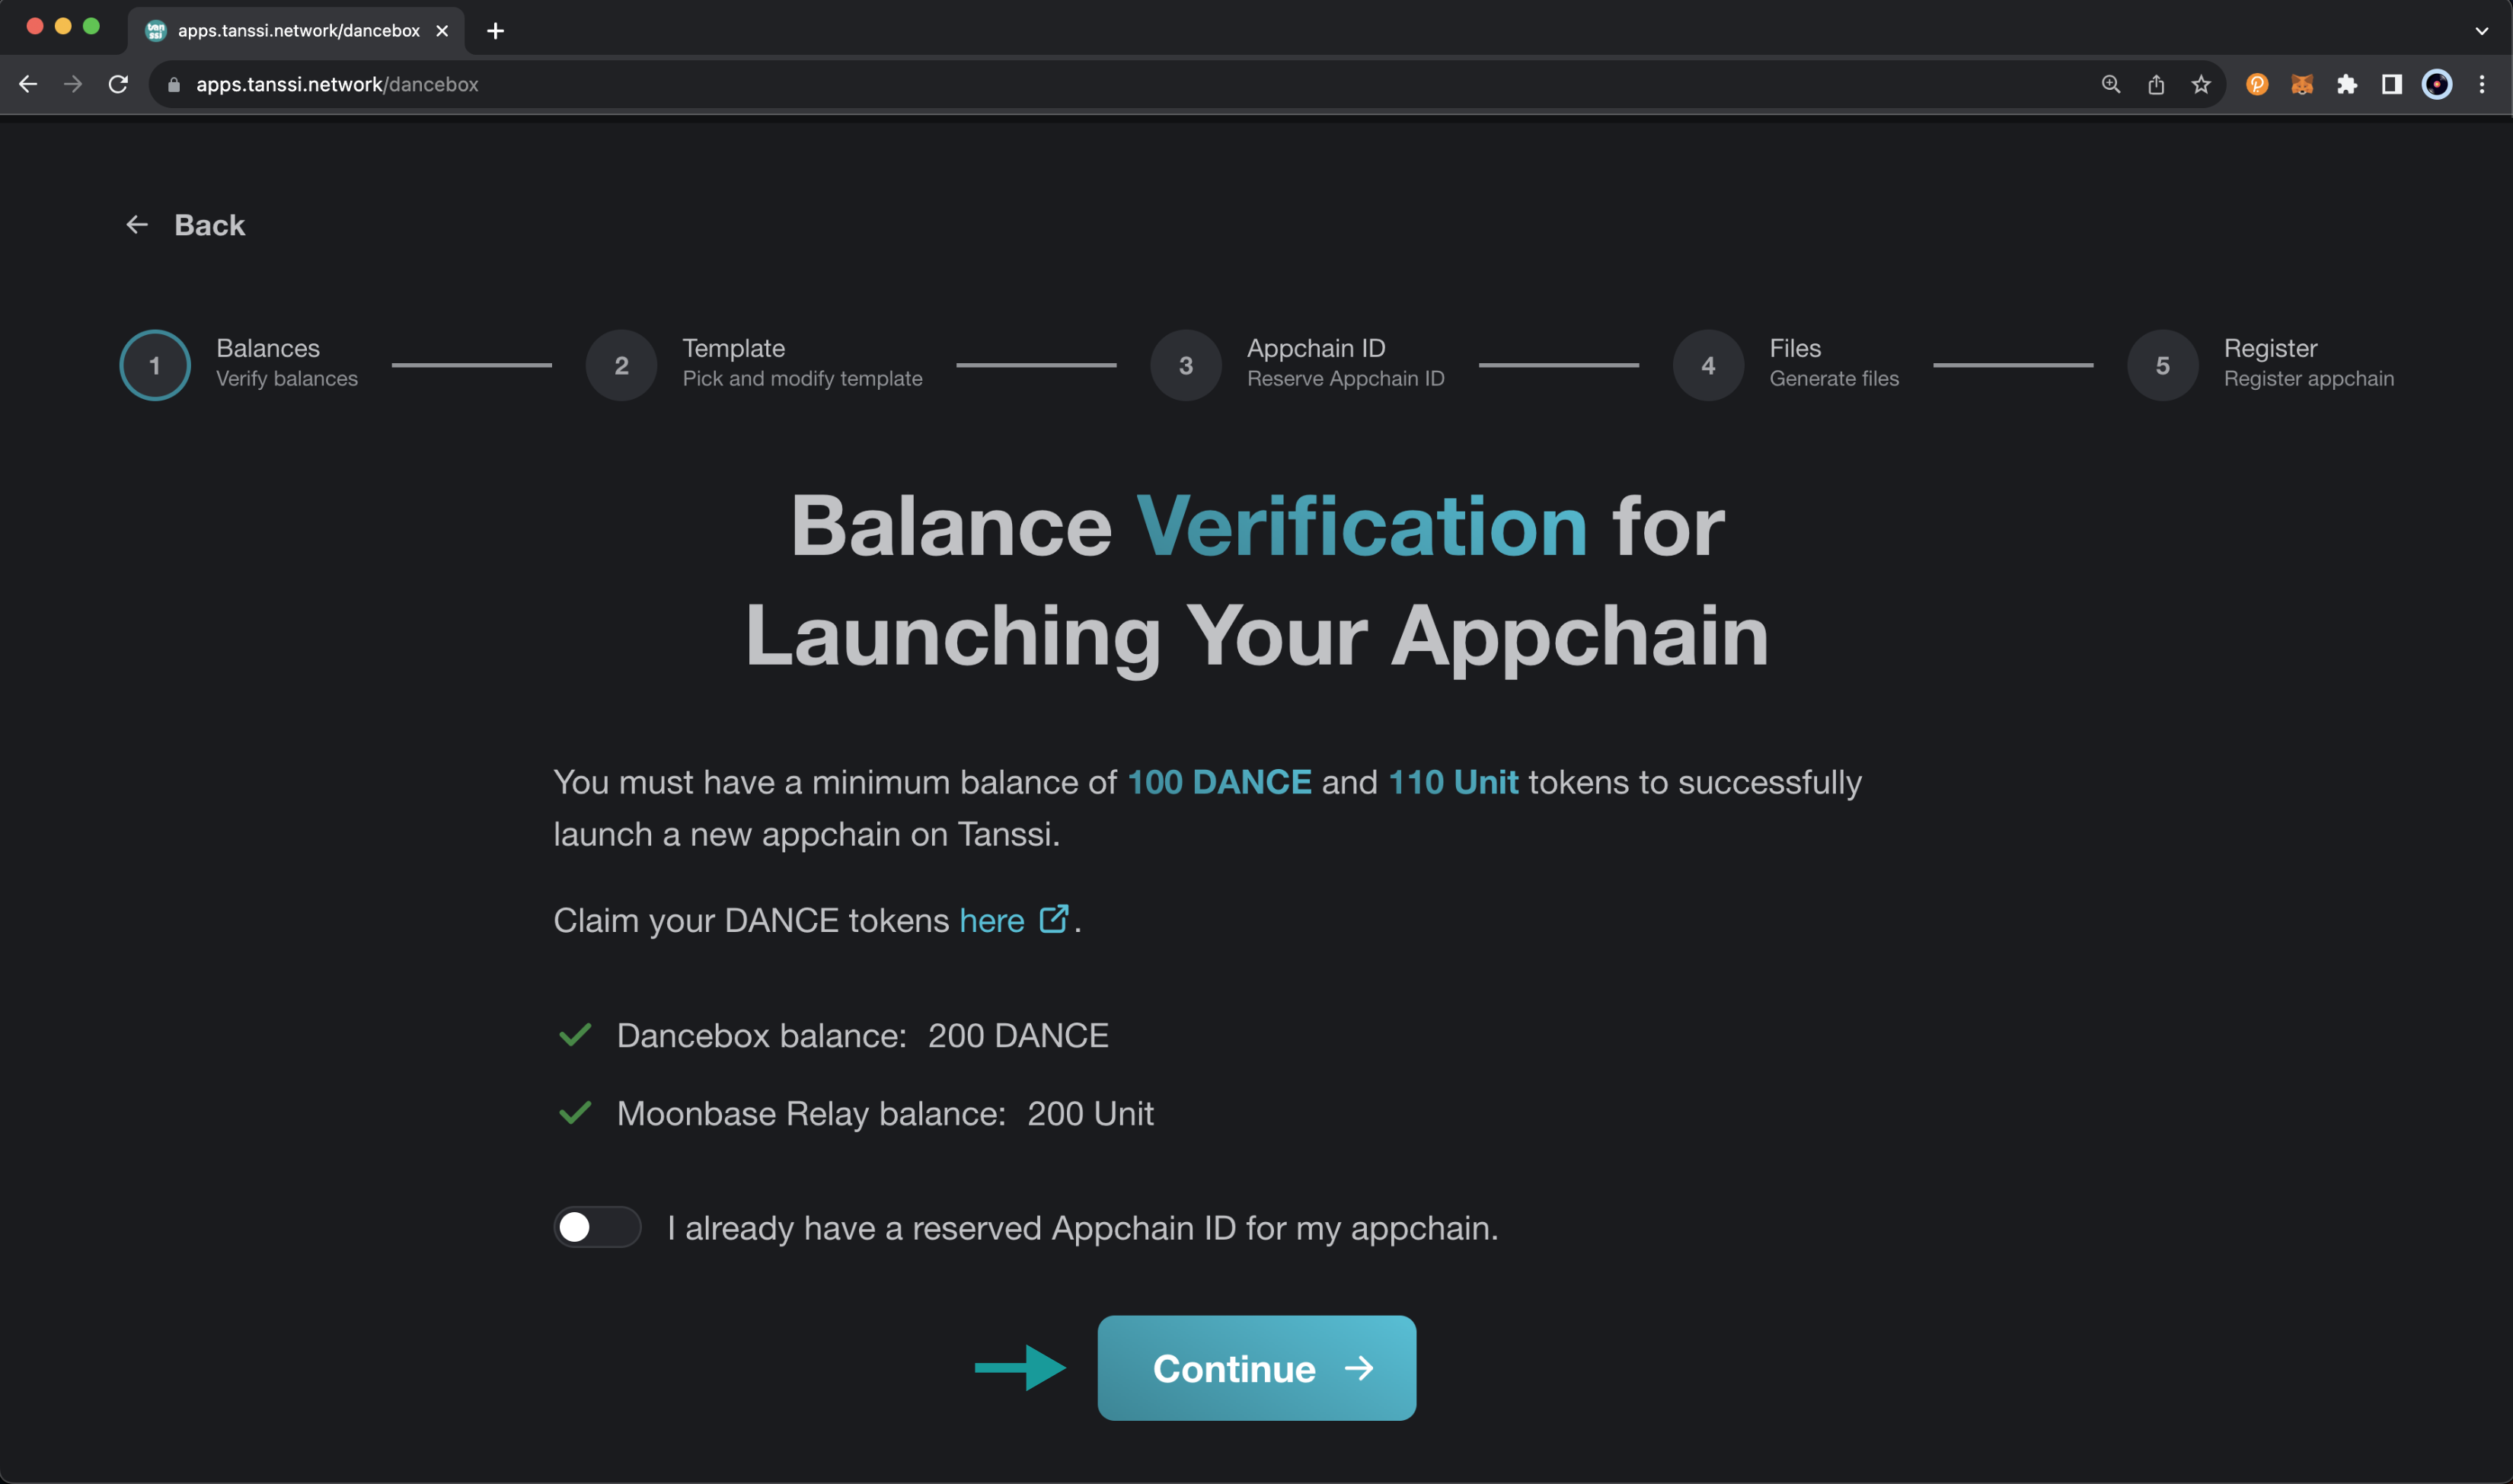 apps.tanssi.network/dancebox
apps.tanssi.network/dancebox
Back
1
Balances
Verify balances
2
Template
Pick and modify template
3
Appchain ID
Reserve Appchain ID
4
Files
Generate files
5
Register
Register appchain
Balance Verification for
Launching Your Appchain
You must have a minimum balance of 100 DANCE and 110 Unit tokens to successfully
launch a new appchain on Tanssi.
Claim your DANCE tokens here .
Dancebox balance: 200 DANCE
Moonbase Relay balance: 200 Unit
I already have a reserved Appchain ID for my appchain.
Continue